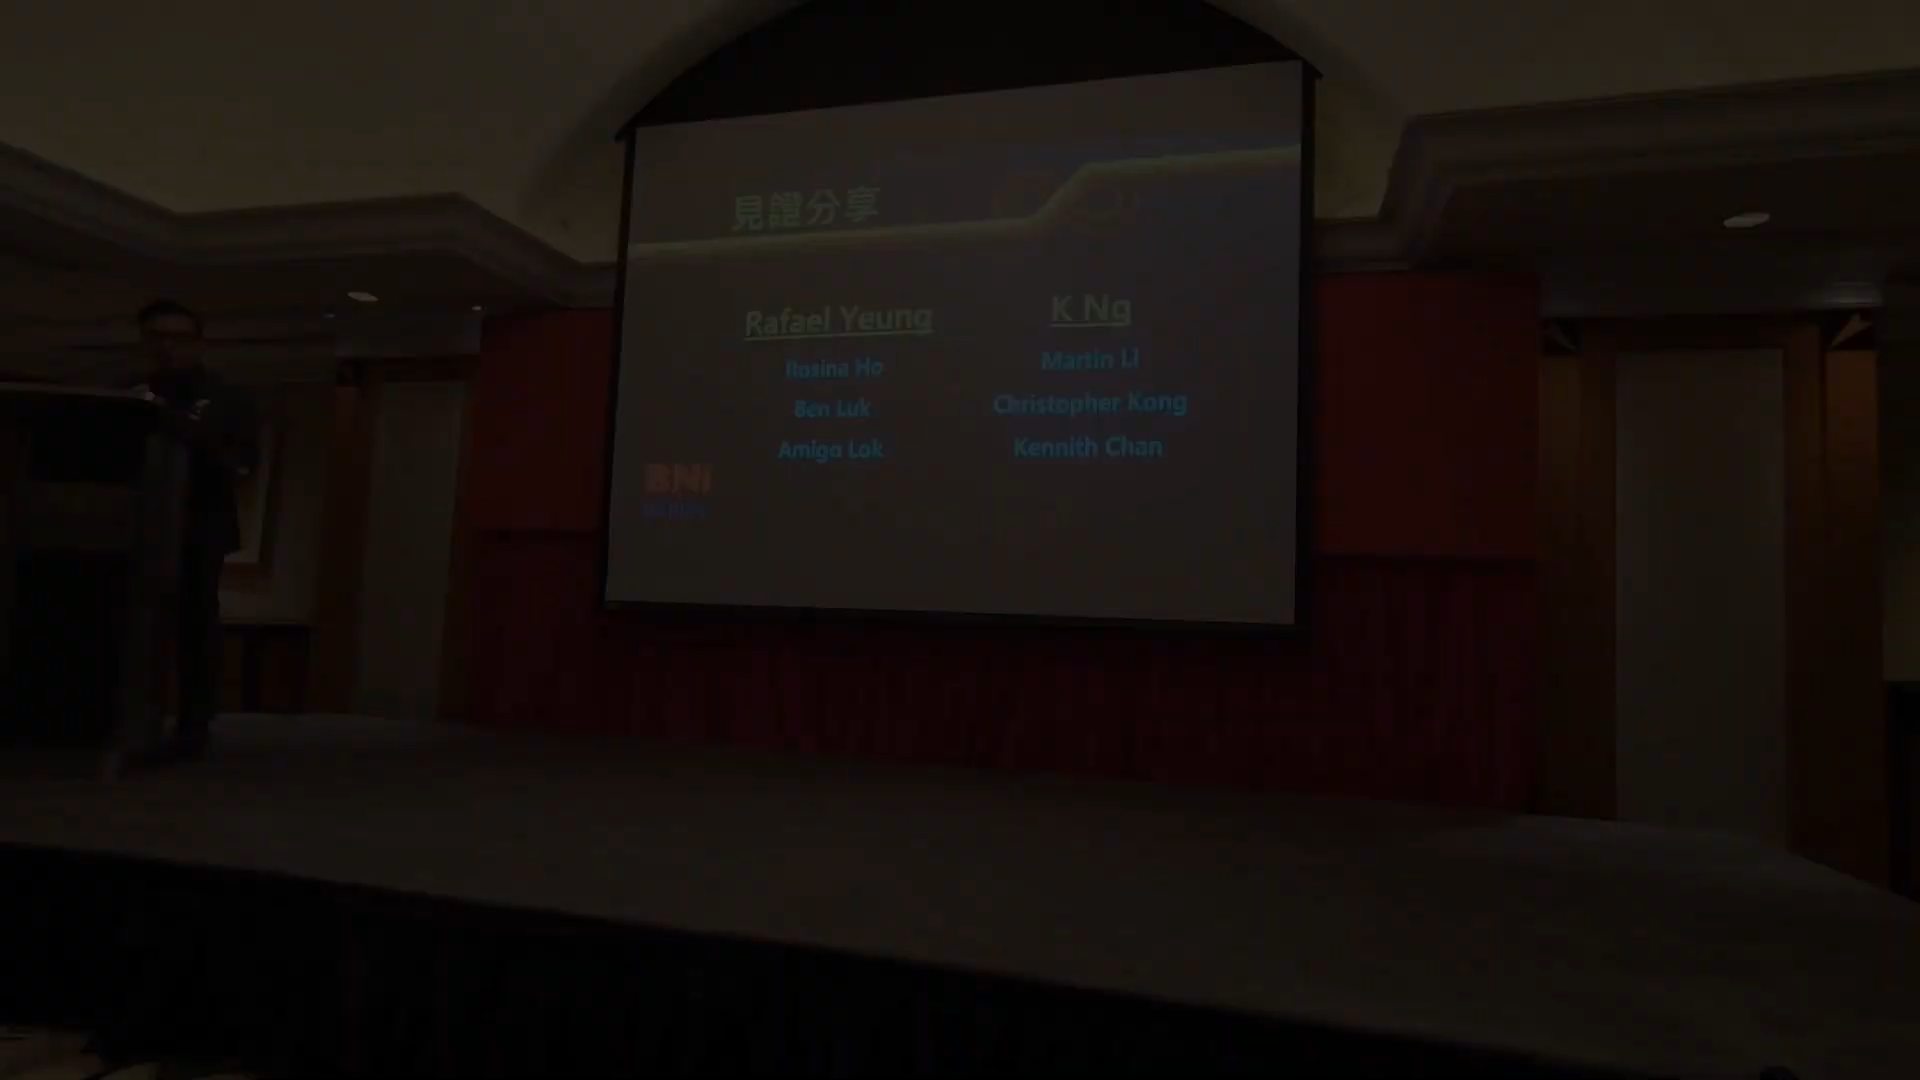 見證分享
Rafael Yeung
Rosina Ho
Ben Luk
Amigo Lok
K Ng
Martin LI
Christopher Kong
Kennith Chan
BNI